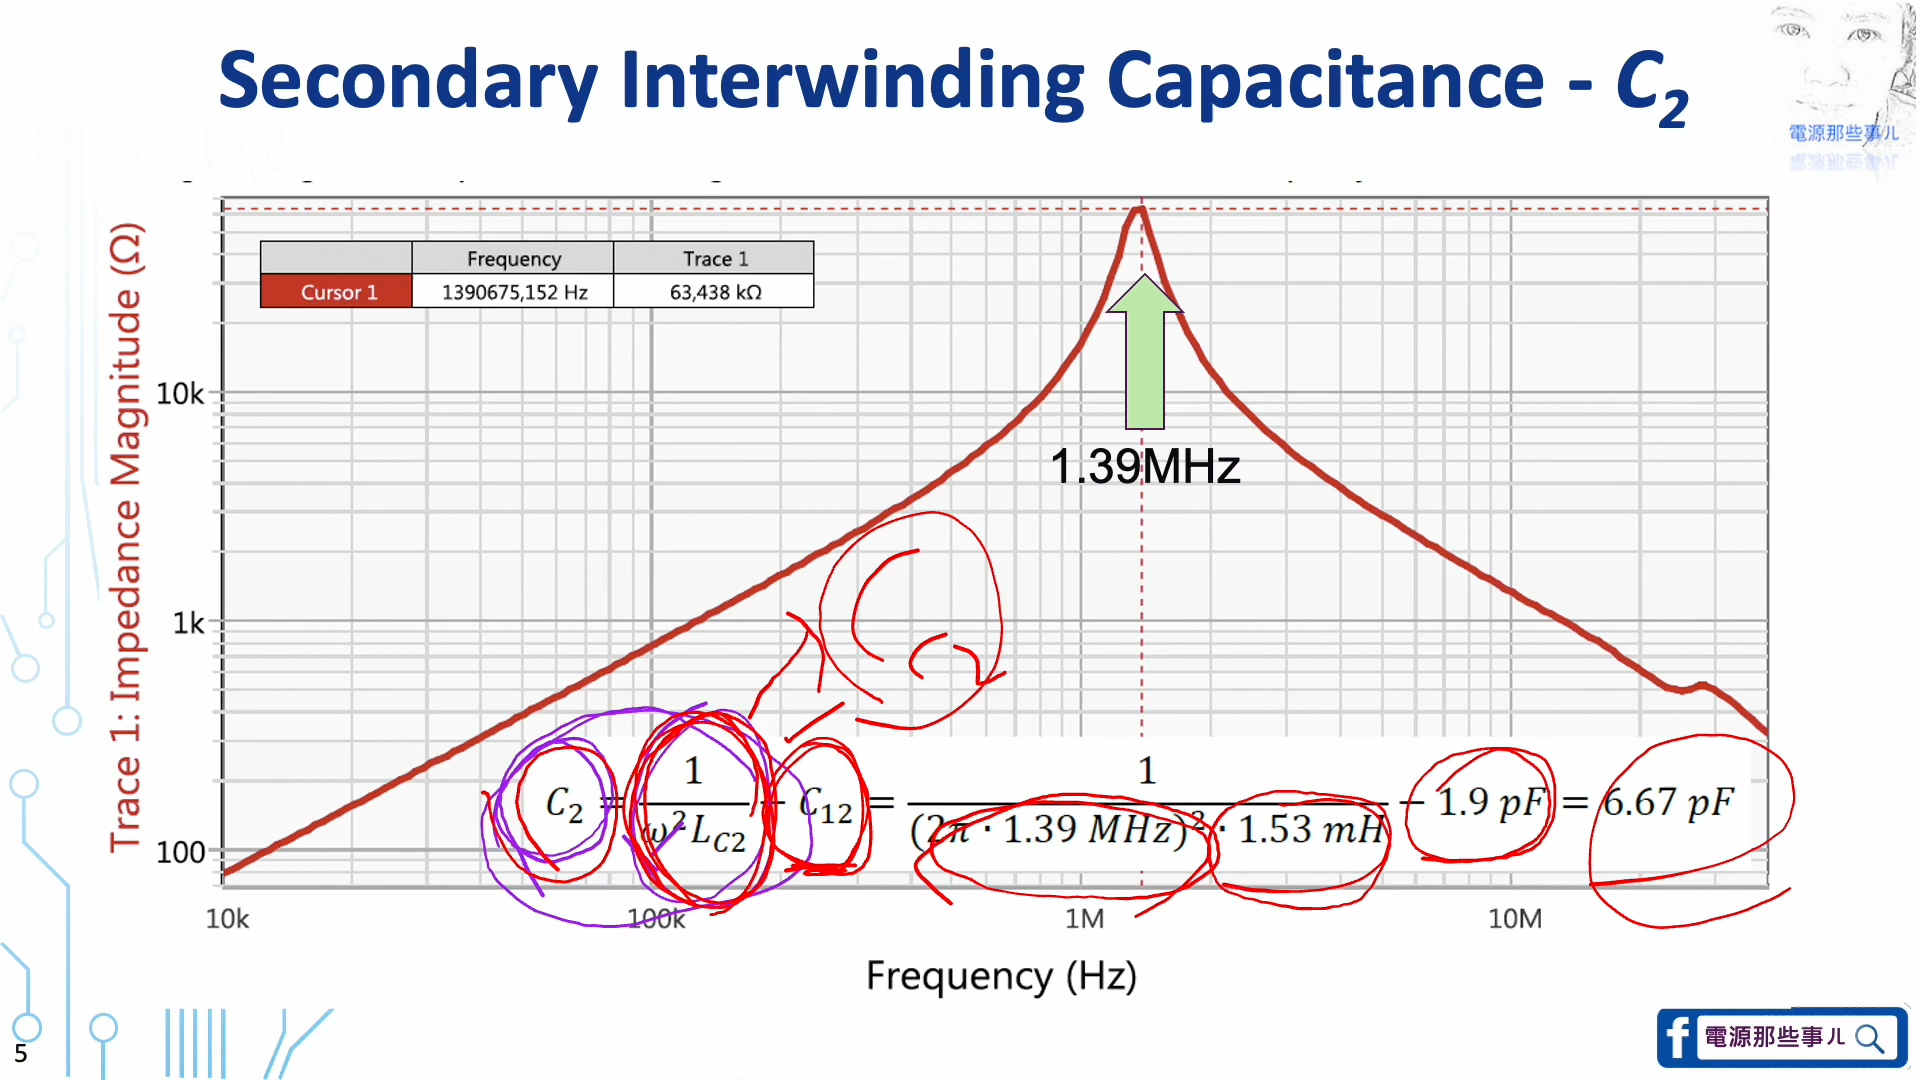 Secondary Interwinding Capacitance - C₂
電源那些事儿
Trace 1: Impedance Magnitude (Ω)
Frequency Trace 1
Cursor 1 1390675,152 Hz 63,438 kΩ
10k
1.39MHz
1k
C₂
C₂ = 1/(ω²L_C2) − C₁₂ = 1/((2π · 1.39 MHz)² · 1.53 mH) − 1.9 pF = 6.67 pF
100
10k 100k 1M 10M
Frequency (Hz)
5
f 電源那些事儿